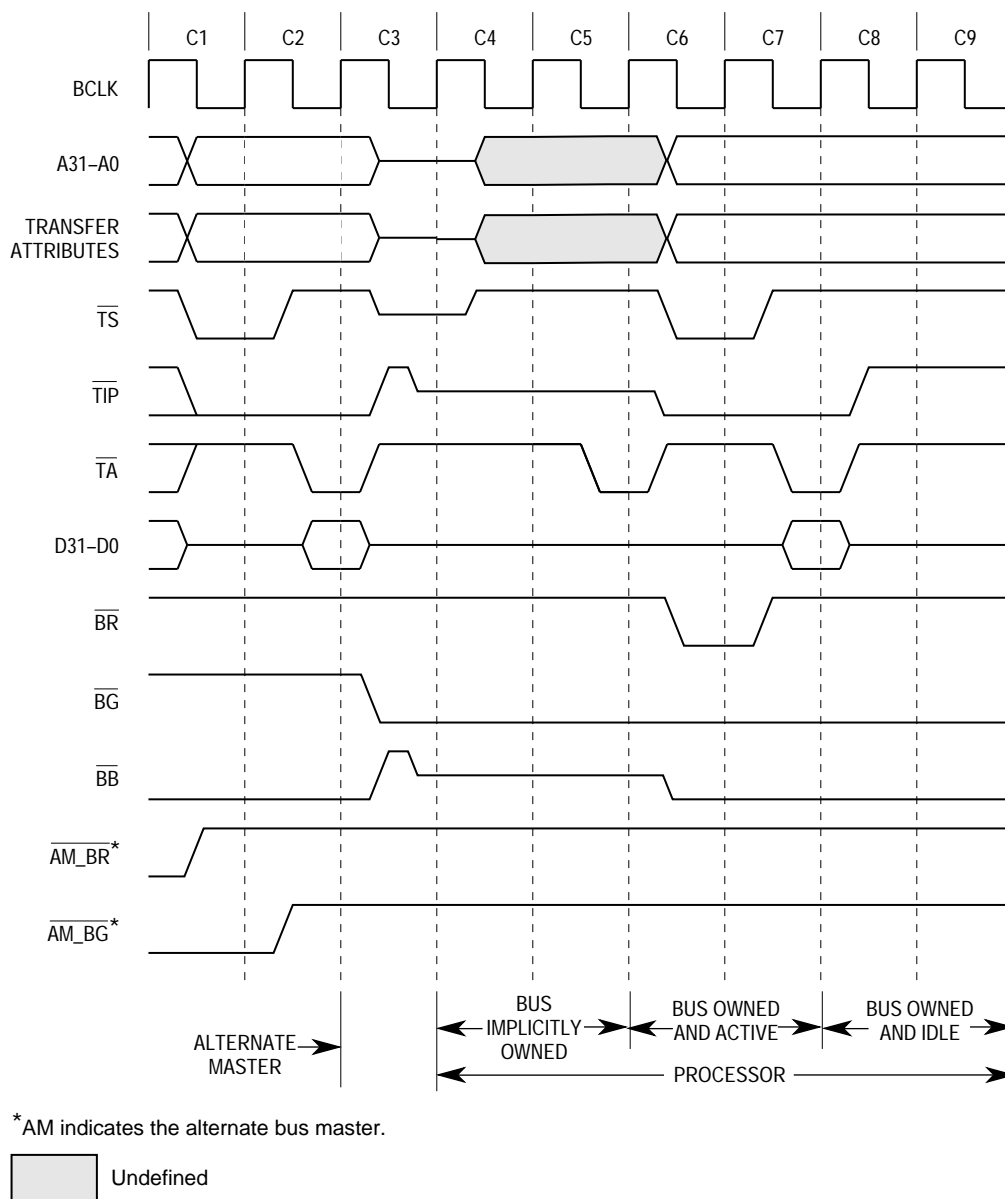 C1 C2 C3 C4 C5 C6 C7 C8 C9
BCLK
A31–A0
TRANSFER
ATTRIBUTES
TS
TIP
TA
D31–D0
BR
BG
BB
AM_BR*
AM_BG*
ALTERNATE
MASTER
BUS
IMPLICITLY
OWNED
BUS OWNED
AND ACTIVE
BUS OWNED
AND IDLE
PROCESSOR
*AM indicates the alternate bus master.
Undefined